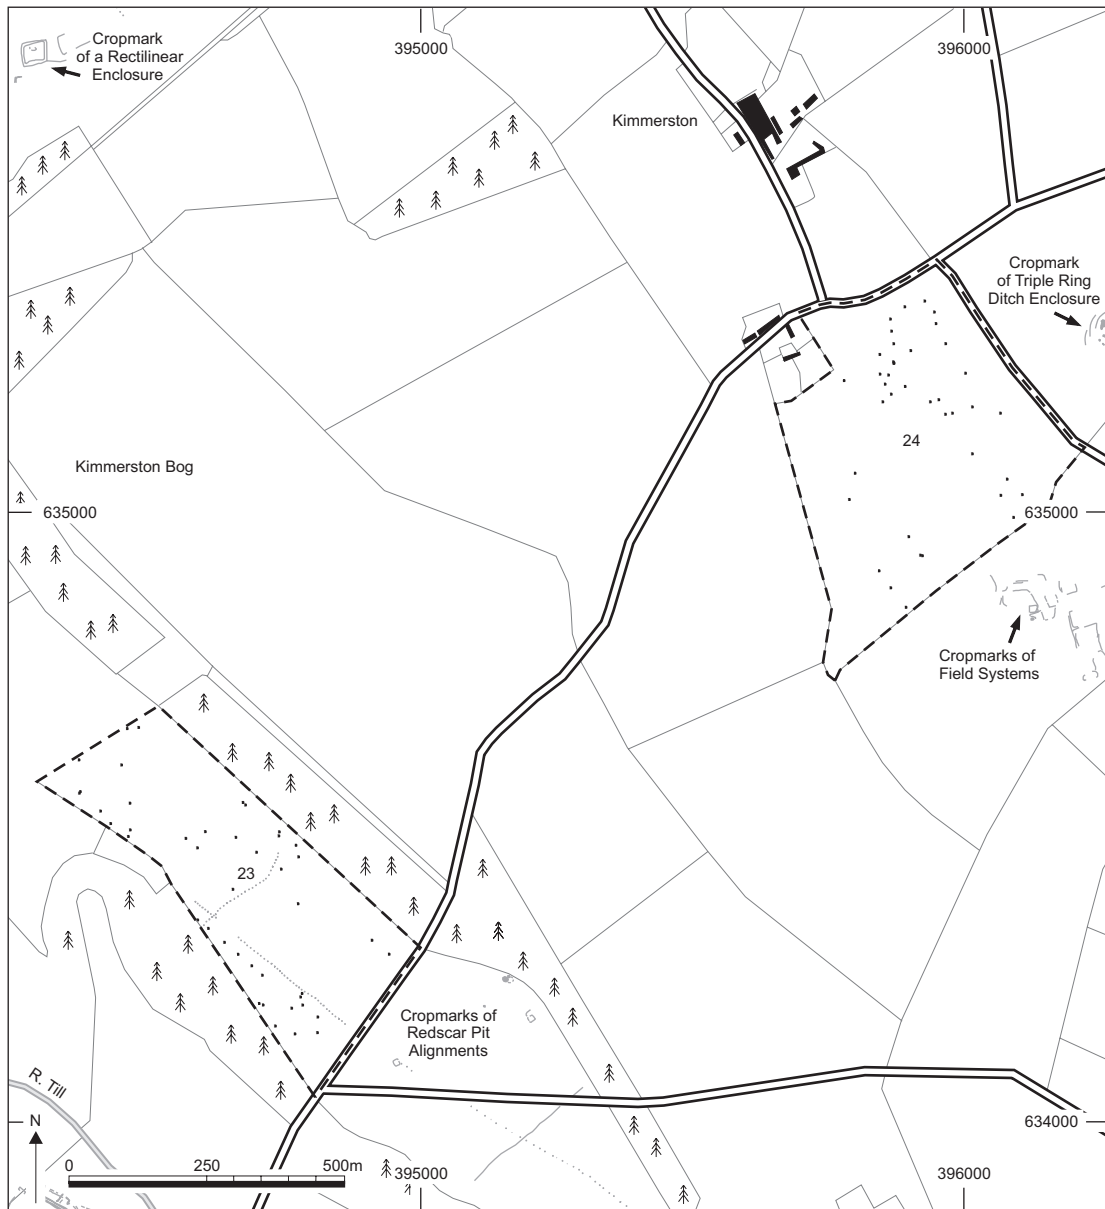 Cropmark
of a Rectilinear
Enclosure
395000
396000
Kimmerston
Cropmark
of Triple Ring
Ditch Enclosure
24
Kimmerston Bog
635000
635000
Cropmarks of
Field Systems
23
Cropmarks of
Redscar Pit
Alignments
R. Till
N
634000
0 250 500m
395000
396000